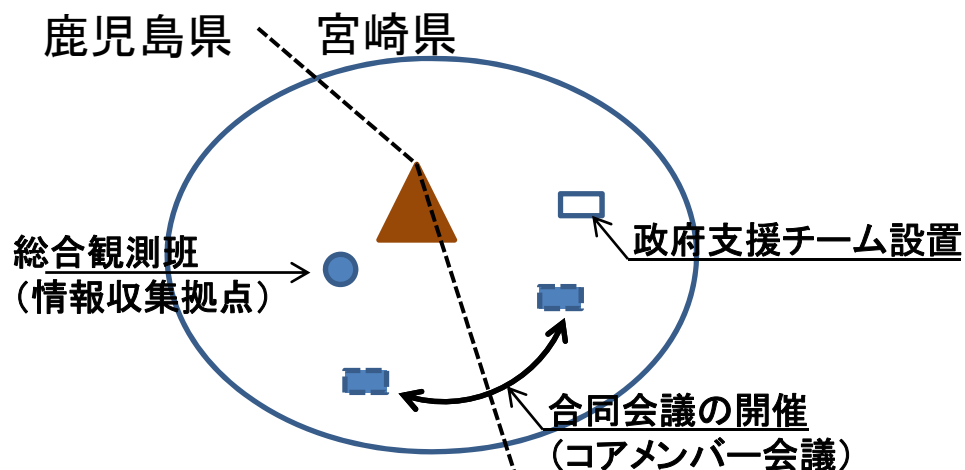 鹿児島県
宮崎県
政府支援チーム設置
総合観測班
（情報収集拠点）
合同会議の開催
（コアメンバー会議）